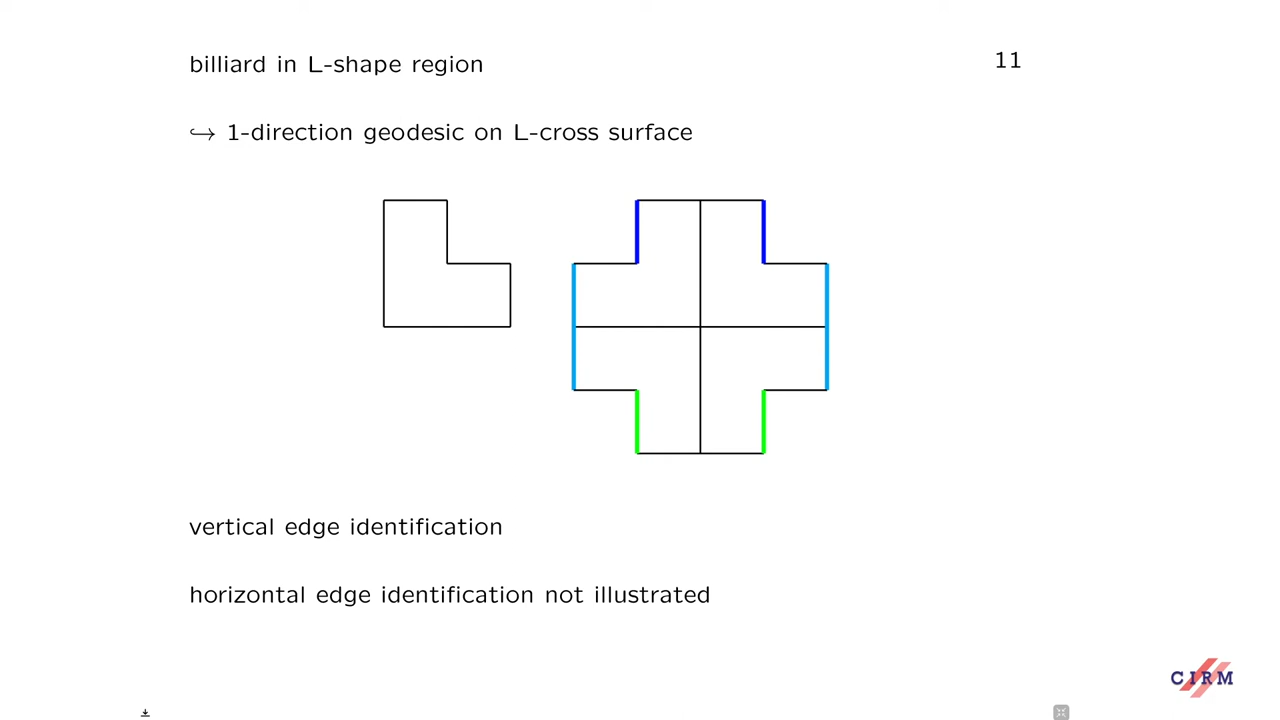 billiard in L-shape region
11
↪ 1-direction geodesic on L-cross surface
vertical edge identification
horizontal edge identification not illustrated
CIRM